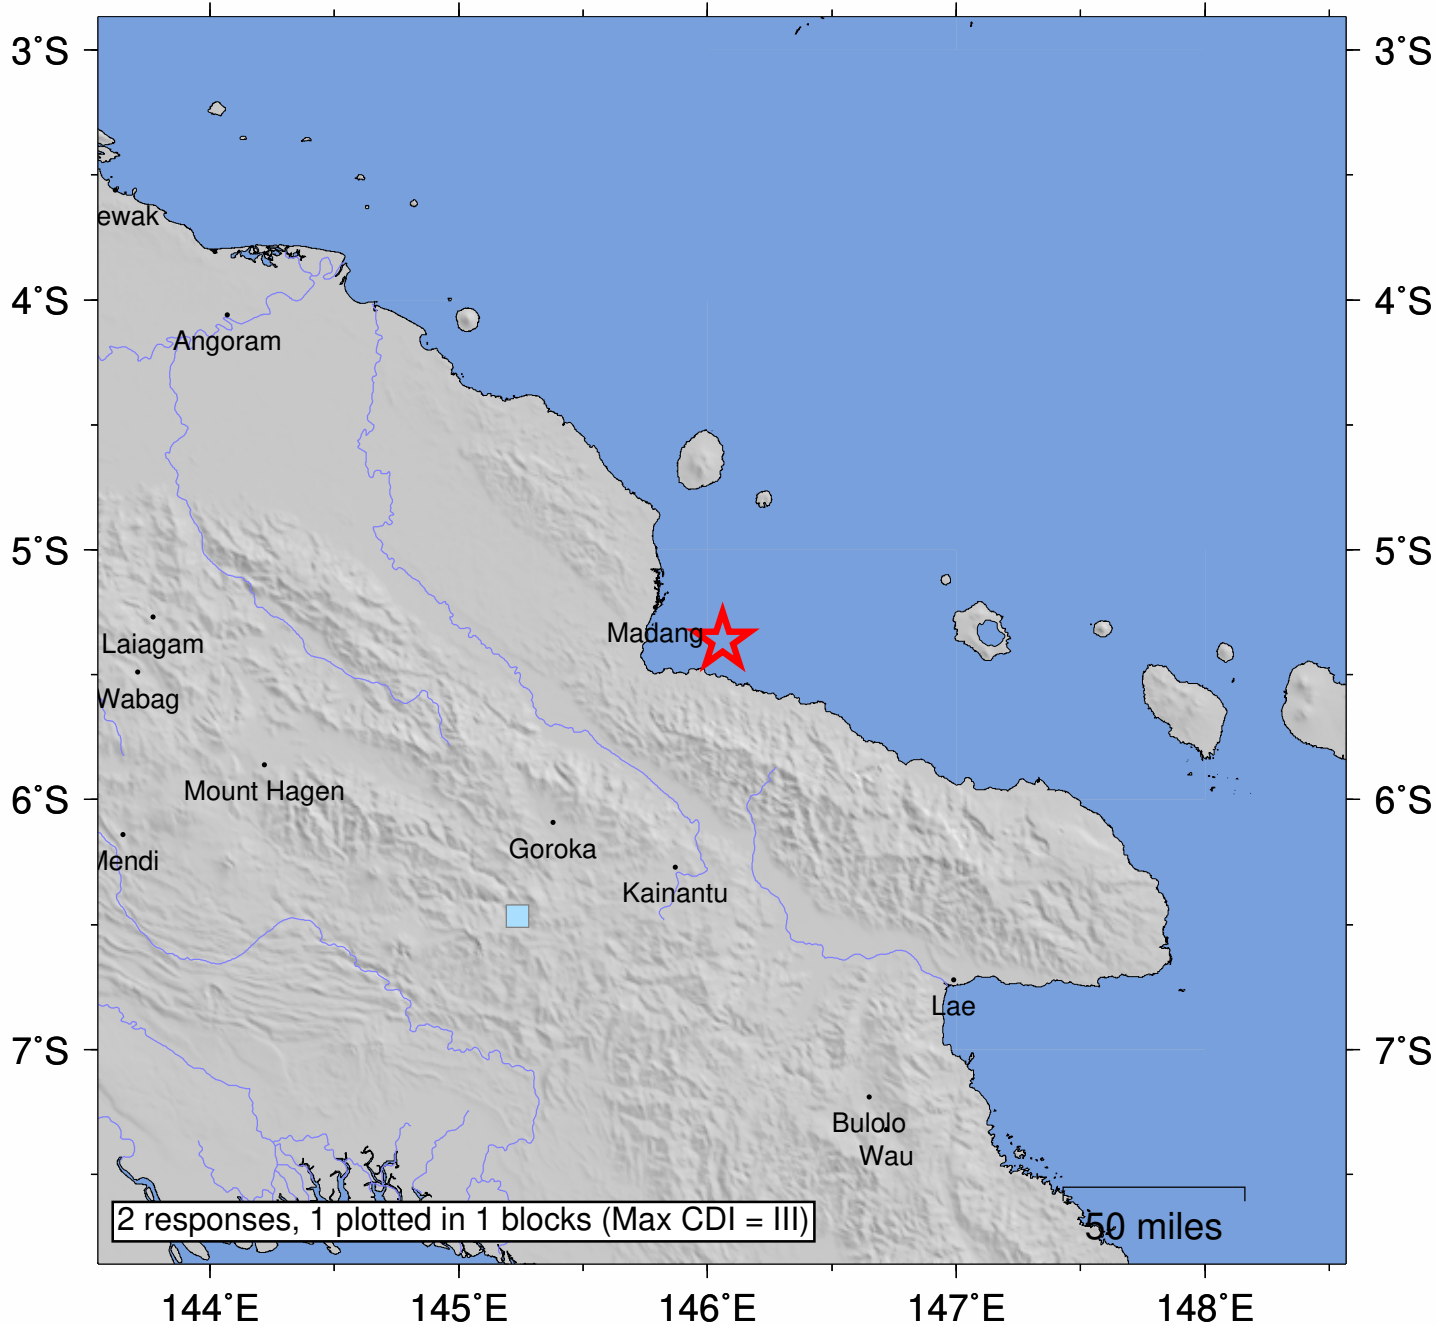 3˚S
3˚S
ewak
4˚S
4˚S
Angoram
5˚S
5˚S
Madang
Laiagam
Wabag
Mount Hagen
6˚S
6˚S
Goroka
Mendi
Kainantu
Lae
7˚S
7˚S
Bulolo
Wau
2 responses, 1 plotted in 1 blocks (Max CDI = III)
50 miles
144˚E
145˚E
146˚E
147˚E
148˚E